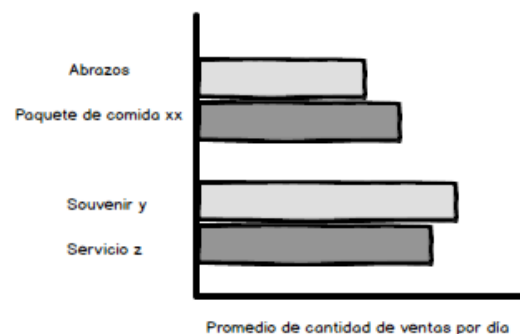 Abrazos
Paquete de comida xx
Souvenir y
Servicio z
Promedio de cantidad de ventas por día